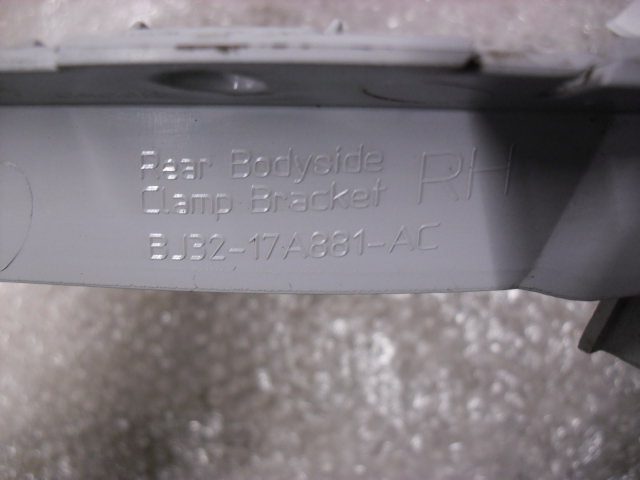 Rear Bodyside
Clamp Bracket RH
BJ32-17A881-AC